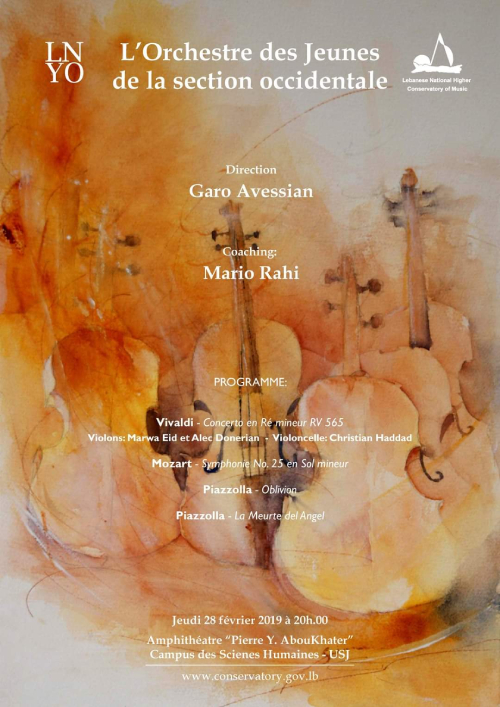 LN
YO
L'Orchestre des Jeunes
de la section occidentale
Lebanese National Higher
Conservatory of Music
Direction
Garo Avessian
Coaching:
Mario Rahi
PROGRAMME:
Vivaldi - Concerto en Ré mineur RV 565
Violons: Marwa Eid et Alec Donerian - Violoncelle: Christian Haddad
Mozart - Symphonie No. 25 en Sol mineur
Piazzolla - Oblivion
Piazzolla - La Meurte del Angel
Jeudi 28 février 2019 à 20h.00
Amphithéatre "Pierre Y. AbouKhater"
Campus des Scienes Humaines - USJ
www.conservatory.gov.lb